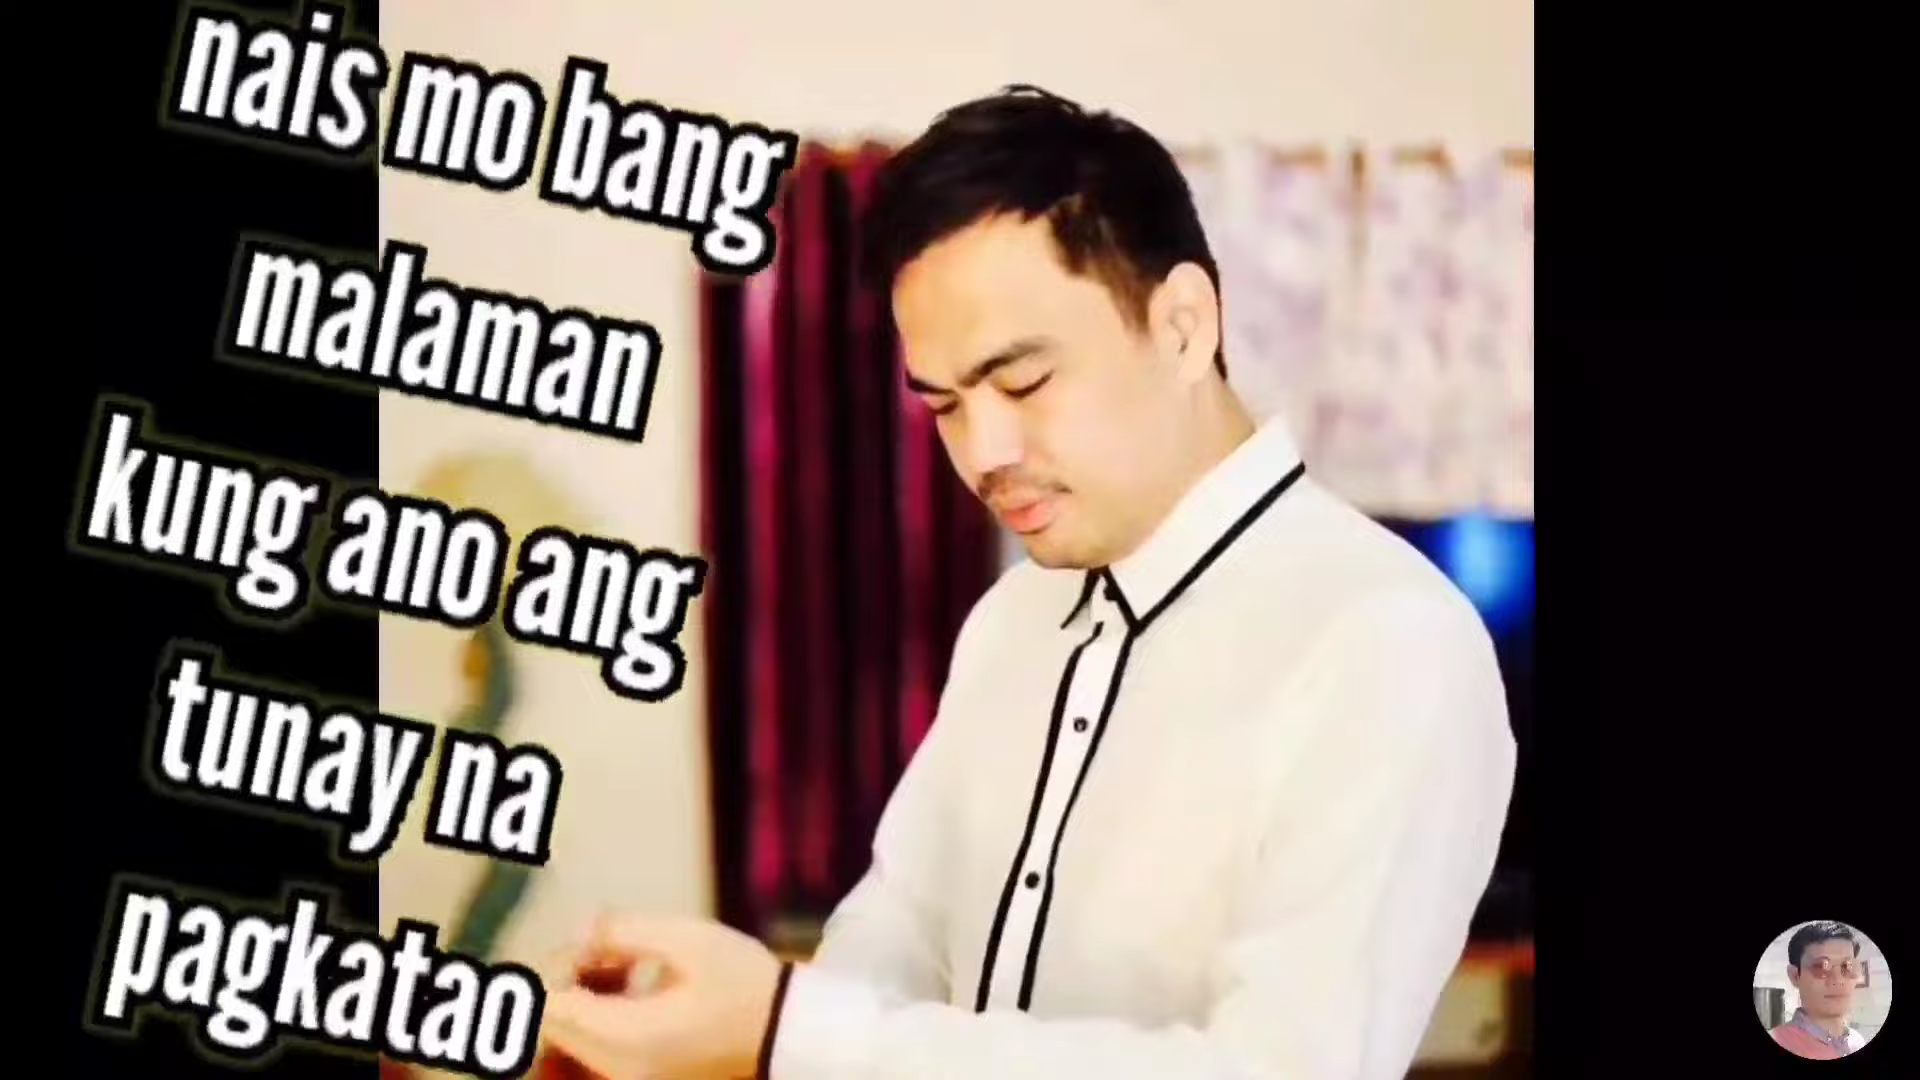 nais mo bang
malaman
kung ano ang
tunay na
pagkatao